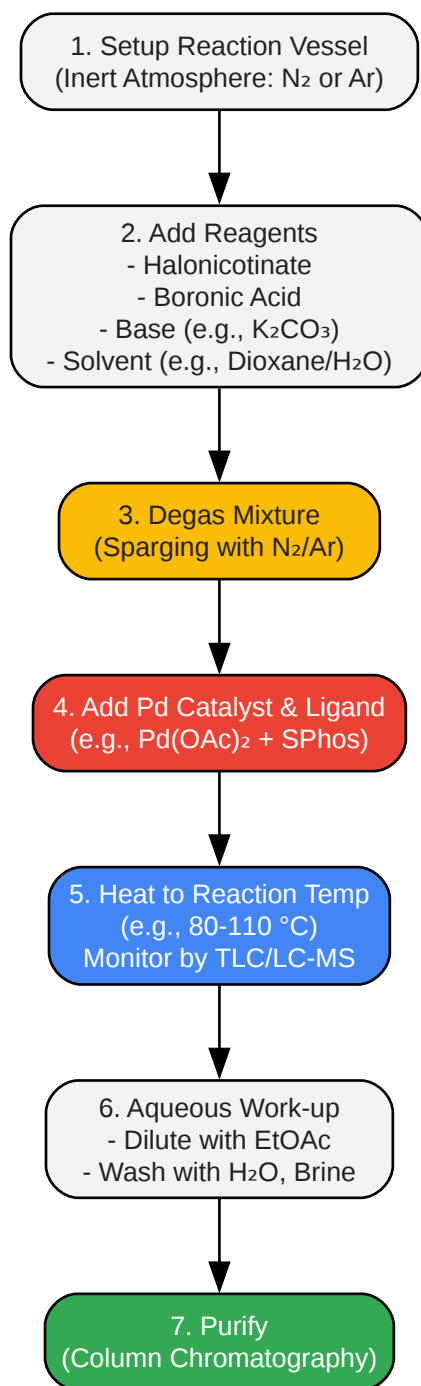 1. Setup Reaction Vessel
(Inert Atmosphere: N₂ or Ar)
2. Add Reagents
- Halonicotinate
- Boronic Acid
- Base (e.g., K₂CO₃)
- Solvent (e.g., Dioxane/H₂O)
3. Degas Mixture
(Sparging with N₂/Ar)
4. Add Pd Catalyst & Ligand
(e.g., Pd(OAc)₂ + SPhos)
5. Heat to Reaction Temp
(e.g., 80-110 °C)
Monitor by TLC/LC-MS
6. Aqueous Work-up
- Dilute with EtOAc
- Wash with H₂O, Brine
7. Purify
(Column Chromatography)